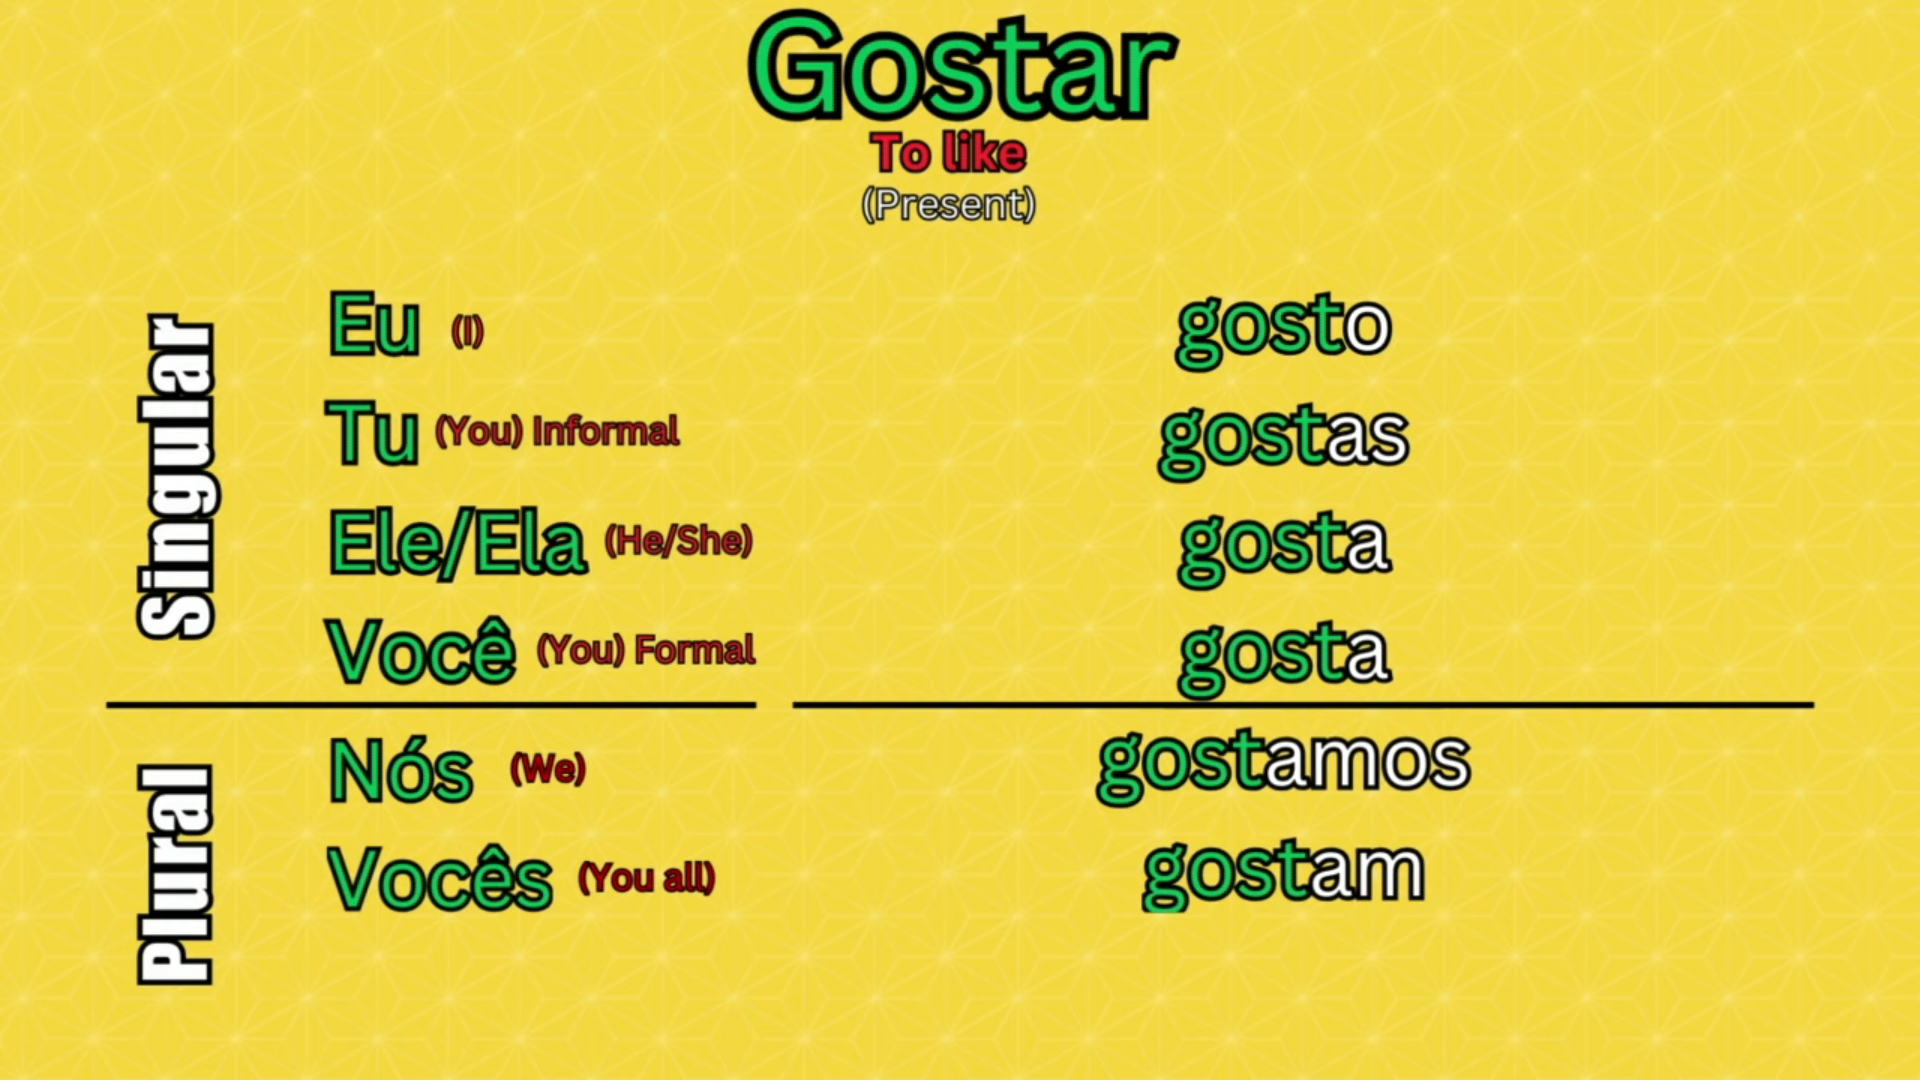 Gostar
To like
(Present)
Singular
Eu (I) gosto
Tu (You) Informal gostas
Ele/Ela (He/She) gosta
Você (You) Formal gosta
Plural
Nós (We) gostamos
Vocês (You all) gostam